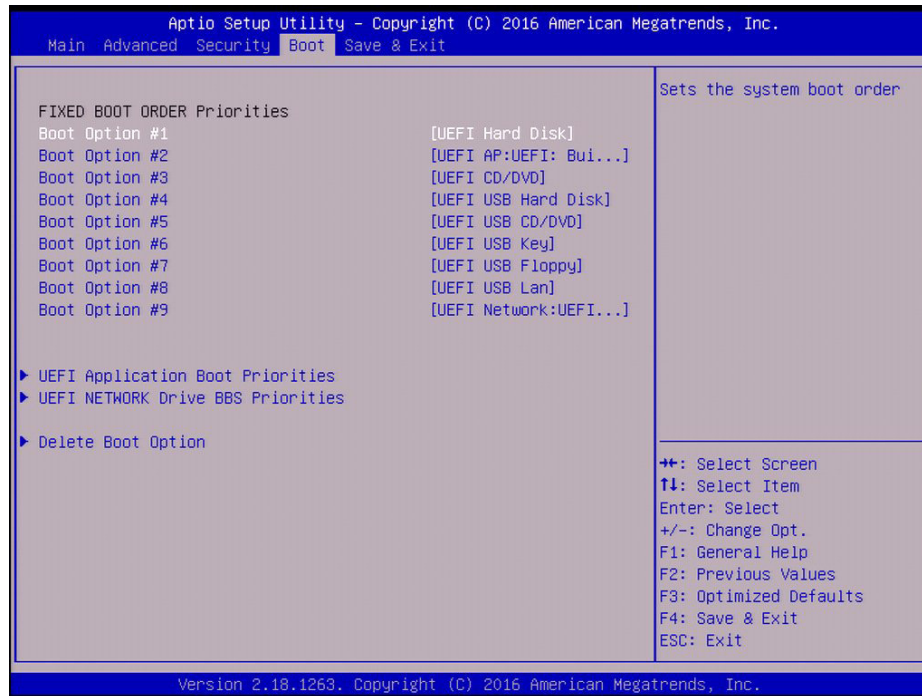 Aptio Setup Utility – Copyright (C) 2016 American Megatrends, Inc.
Main Advanced Security Boot Save & Exit
FIXED BOOT ORDER Priorities
Boot Option #1 [UEFI Hard Disk]
Boot Option #2 [UEFI AP:UEFI: Bui...]
Boot Option #3 [UEFI CD/DVD]
Boot Option #4 [UEFI USB Hard Disk]
Boot Option #5 [UEFI USB CD/DVD]
Boot Option #6 [UEFI USB Key]
Boot Option #7 [UEFI USB Floppy]
Boot Option #8 [UEFI USB Lan]
Boot Option #9 [UEFI Network:UEFI...]
UEFI Application Boot Priorities
UEFI NETWORK Drive BBS Priorities
Delete Boot Option
Sets the system boot order
→←: Select Screen
↑↓: Select Item
Enter: Select
+/-: Change Opt.
F1: General Help
F2: Previous Values
F3: Optimized Defaults
F4: Save & Exit
ESC: Exit
Version 2.18.1263. Copyright (C) 2016 American Megatrends, Inc.